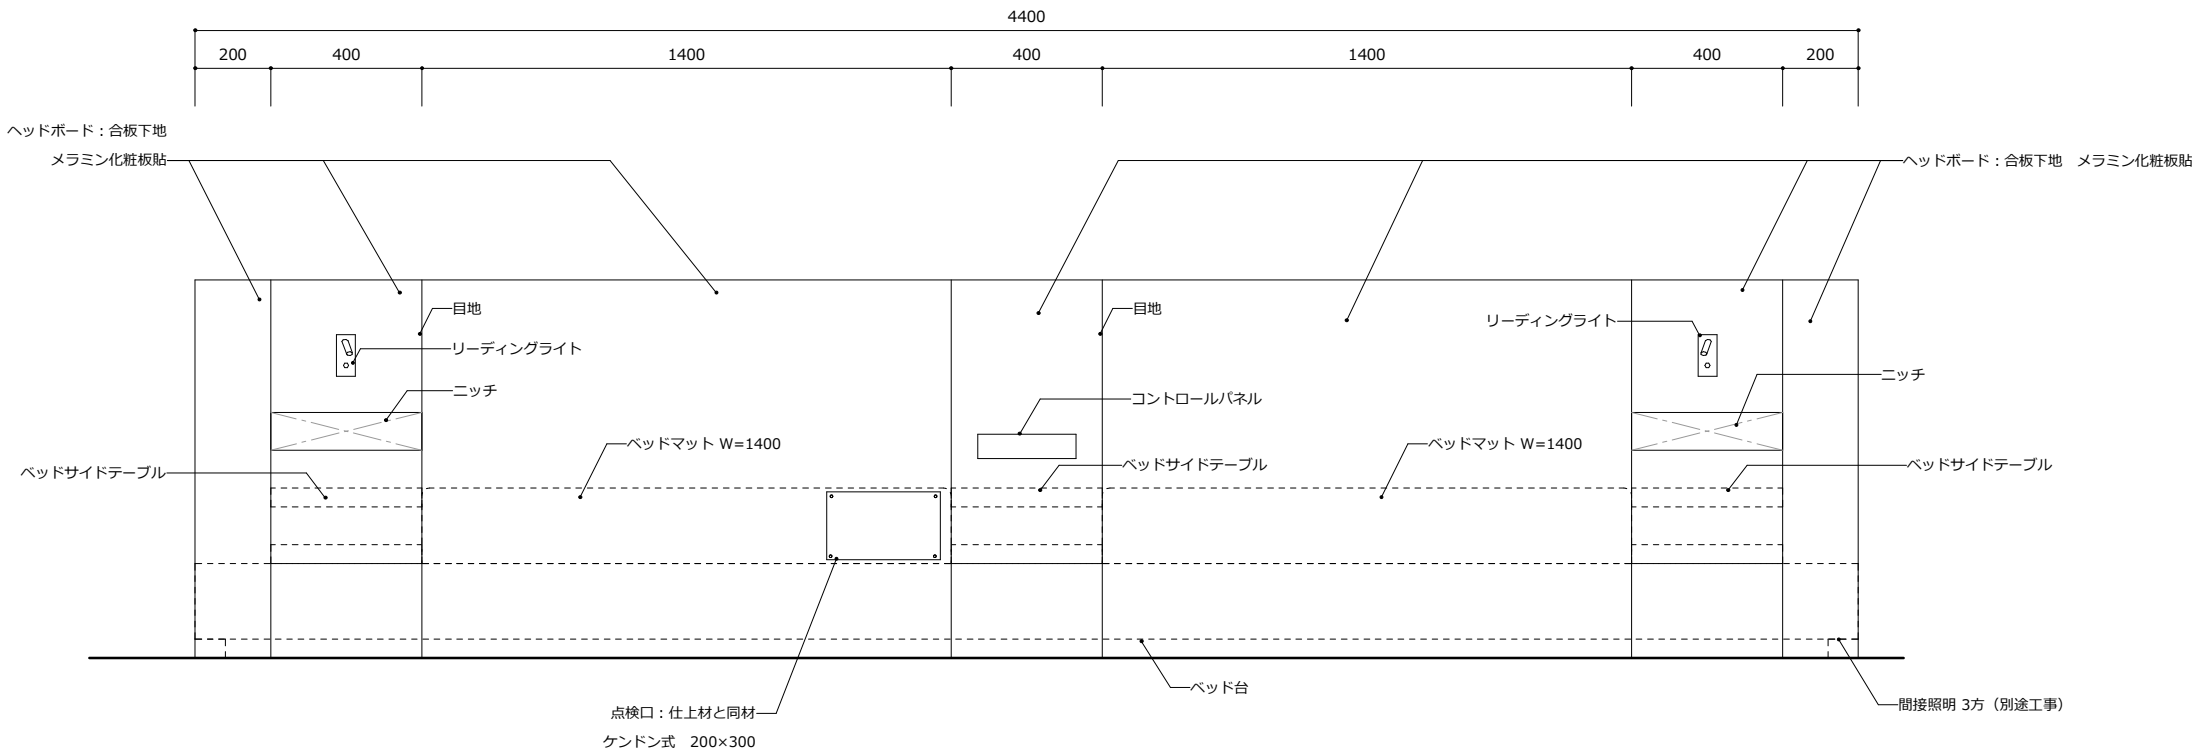 4400
200
400
1400
400
1400
400
200
ヘッドボード：合板下地
メラミン化粧板貼
ヘッドボード：合板下地　メラミン化粧板貼
目地
目地
リーディングライト
リーディングライト
ニッチ
ニッチ
コントロールパネル
ベッドマット W=1400
ベッドマット W=1400
ベッドサイドテーブル
ベッドサイドテーブル
ベッドサイドテーブル
ベッド台
間接照明 3方（別途工事）
点検口：仕上材と同材
ケンドン式　200×300